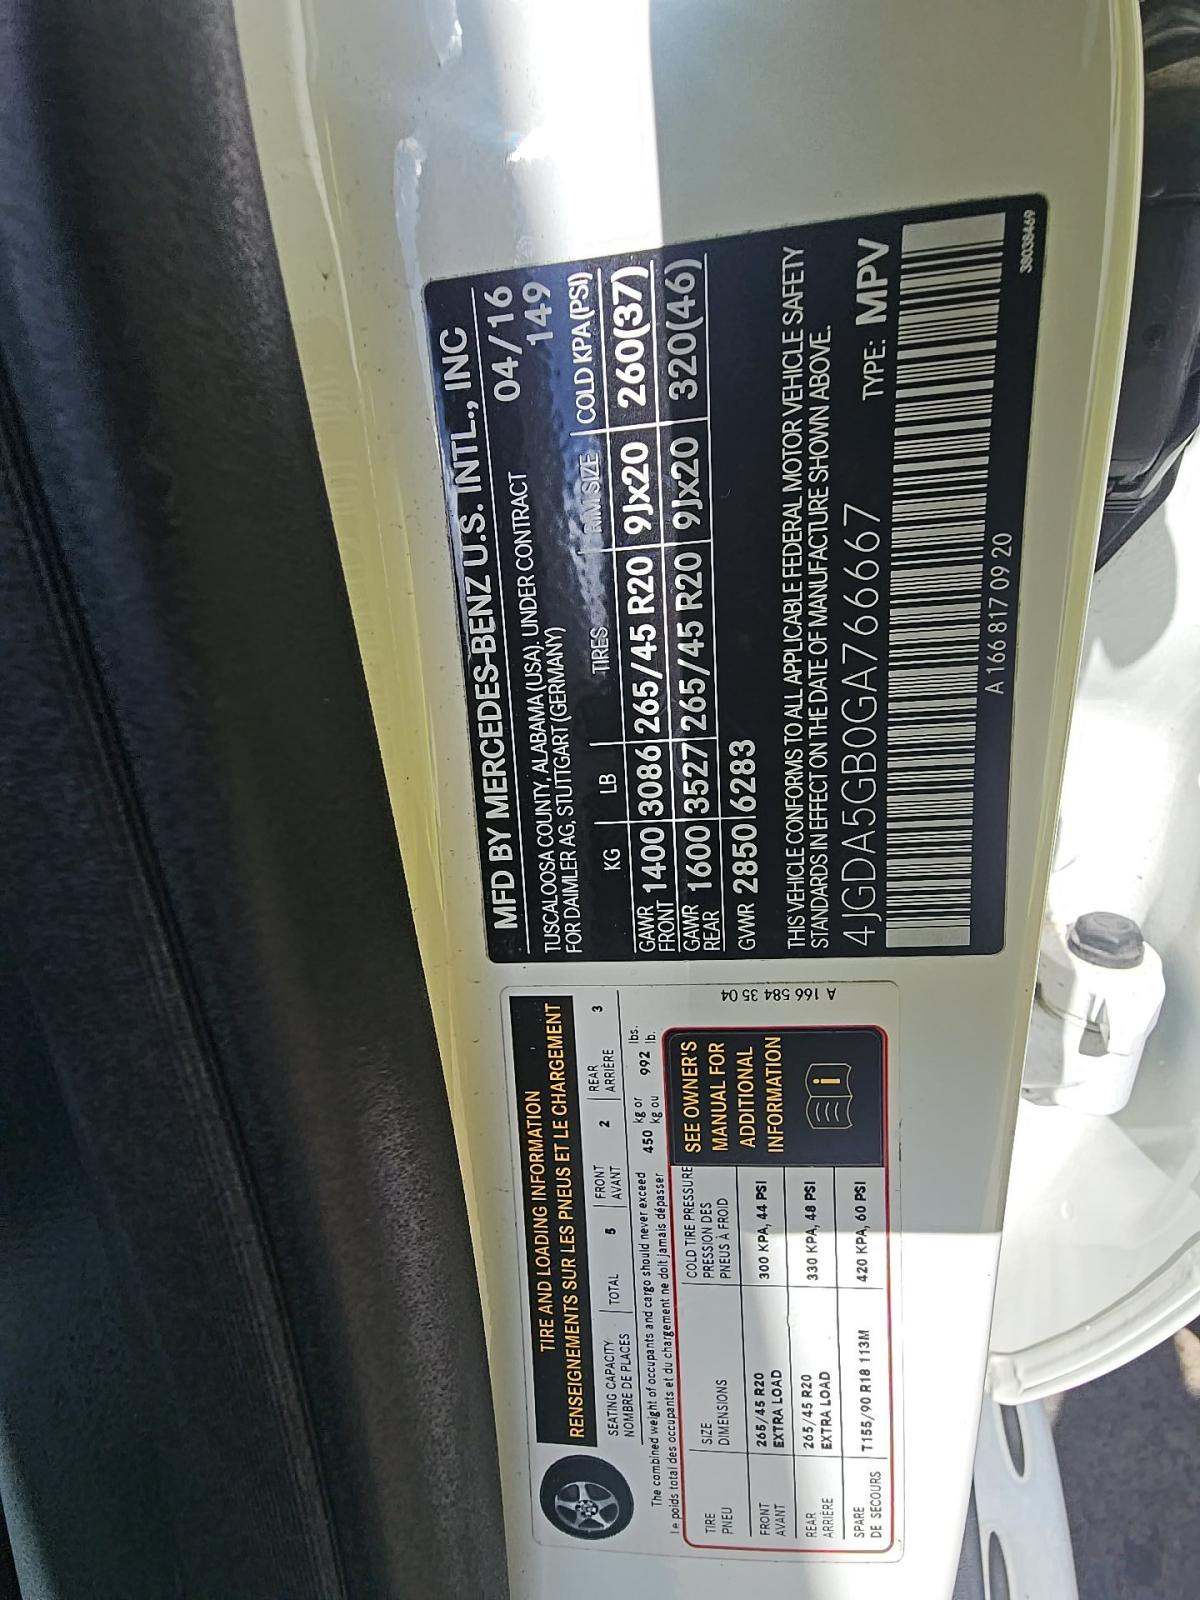 MFD BY MERCEDES-BENZ U.S. INTL., INC
TUSCALOOSA COUNTY, ALABAMA (USA), UNDER CONTRACT 04/16
FOR DAIMLER AG, STUTTGART (GERMANY) 149
KG LB TIRES RIM SIZE COLD KPA(PSI)
GAWR FRONT 1400 3086 265/45 R20 9Jx20 260(37)
GAWR REAR 1600 3527 265/45 R20 9Jx20 320(46)
GVWR 2850 6283
THIS VEHICLE CONFORMS TO ALL APPLICABLE FEDERAL MOTOR VEHICLE SAFETY
STANDARDS IN EFFECT ON THE DATE OF MANUFACTURE SHOWN ABOVE.
4JGDA5GB0GA766667 TYPE: MPV
A 166 817 09 20
38038469
TIRE AND LOADING INFORMATION
RENSEIGNEMENTS SUR LES PNEUS ET LE CHARGEMENT
SEATING CAPACITY TOTAL 5 FRONT 2 REAR 3
NOMBRE DE PLACES AVANT ARRIÈRE
The combined weight of occupants and cargo should never exceed 450 kg or 992 lbs.
Le poids total des occupants et du chargement ne doit jamais dépasser kg ou lb.
TIRE SIZE COLD TIRE PRESSURE
PNEU DIMENSIONS PRESSION DES
PNEUS À FROID
FRONT 265/45 R20 300 KPA, 44 PSI
AVANT EXTRA LOAD
REAR 265/45 R20 330 KPA, 48 PSI
ARRIÈRE EXTRA LOAD
SPARE T155/90 R18 113M 420 KPA, 60 PSI
DE SECOURS
SEE OWNER'S
MANUAL FOR
ADDITIONAL
INFORMATION
A 166 584 35 04